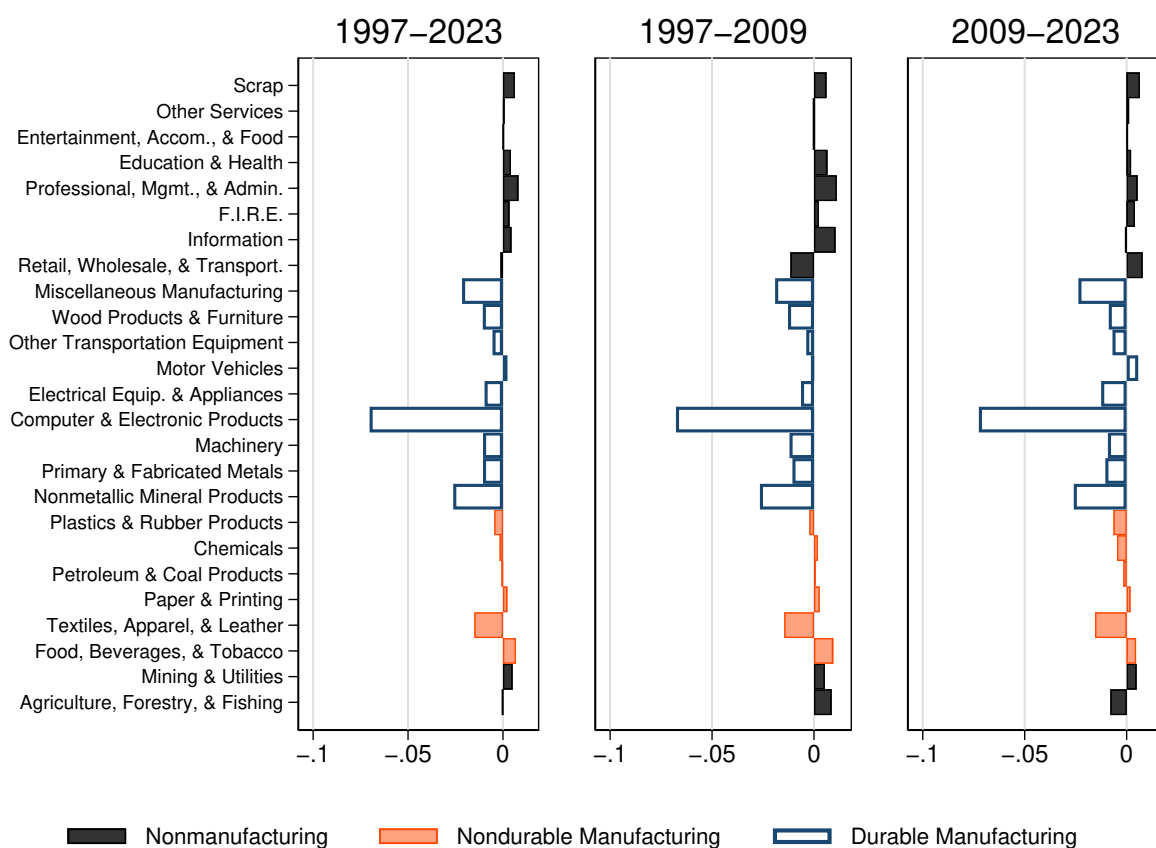 1997−2023
1997−2009
2009−2023
Scrap
Other Services
Entertainment, Accom., & Food
Education & Health
Professional, Mgmt., & Admin.
F.I.R.E.
Information
Retail, Wholesale, & Transport.
Miscellaneous Manufacturing
Wood Products & Furniture
Other Transportation Equipment
Motor Vehicles
Electrical Equip. & Appliances
Computer & Electronic Products
Machinery
Primary & Fabricated Metals
Nonmetallic Mineral Products
Plastics & Rubber Products
Chemicals
Petroleum & Coal Products
Paper & Printing
Textiles, Apparel, & Leather
Food, Beverages, & Tobacco
Mining & Utilities
Agriculture, Forestry, & Fishing
−.1 −.05 0
−.1 −.05 0
−.1 −.05 0
Nonmanufacturing
Nondurable Manufacturing
Durable Manufacturing